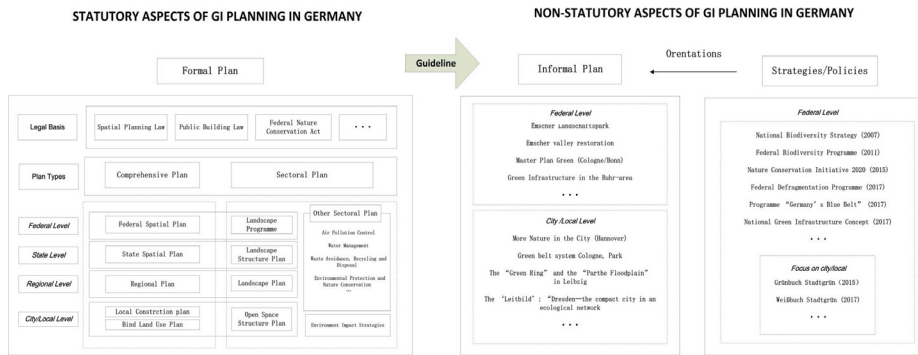 STATUTORY ASPECTS OF GI PLANNING IN GERMANY
Formal Plan
Legal Basis
Spatial Planning Law
Public Building Law
Federal Nature
Conservation Act
...
Plan Types
Comprehensive Plan
Sectoral Plan
Federal Level
Federal Spatial Plan
Landscape
Programme
State Level
State Spatial Plan
Landscape
Structure Plan
Regional Level
Regional Plan
Landscape Plan
City/Local Level
Local Constrction plan
Bind Land Use Plan
Open Space
Structure Plan
Other Sectoral Plan
Air Pollution Control
Water Management
Waste Avoidance, Recycling and
Disposal
Environmental Protection and
Nature Conservation
...
Environment Impact Strategies
Guideline
NON-STATUTORY ASPECTS OF GI PLANNING IN GERMANY
Informal Plan
Orentations
Strategies/Policies
Federal Level
Emscher Landschaftspark
Emscher valley restoration
Master Plan Green (Cologne/Bonn)
Green Infrastructure in the Ruhr-area
...
City /Local Level
More Nature in the City (Hannover)
Green belt system Cologne, Park
The "Green Ring" and the "Parthe Floodplain"
in Leibzig
The 'Leitbild': "Dresden—the compact city in an
ecological network
...
Federal Level
National Biodiversity Strategy (2007)
Federal Biodiversity Programme (2011)
Nature Conservation Initiative 2020 (2015)
Federal Defragmentation Programme (2017)
Programme "Germany's Blue Belt" (2017)
National Green Infrastructure Concept (2017)
...
Focus on city/local
Grünbuch Stadtgrün (2015)
Weißbuch Stadtgrün (2017)
...